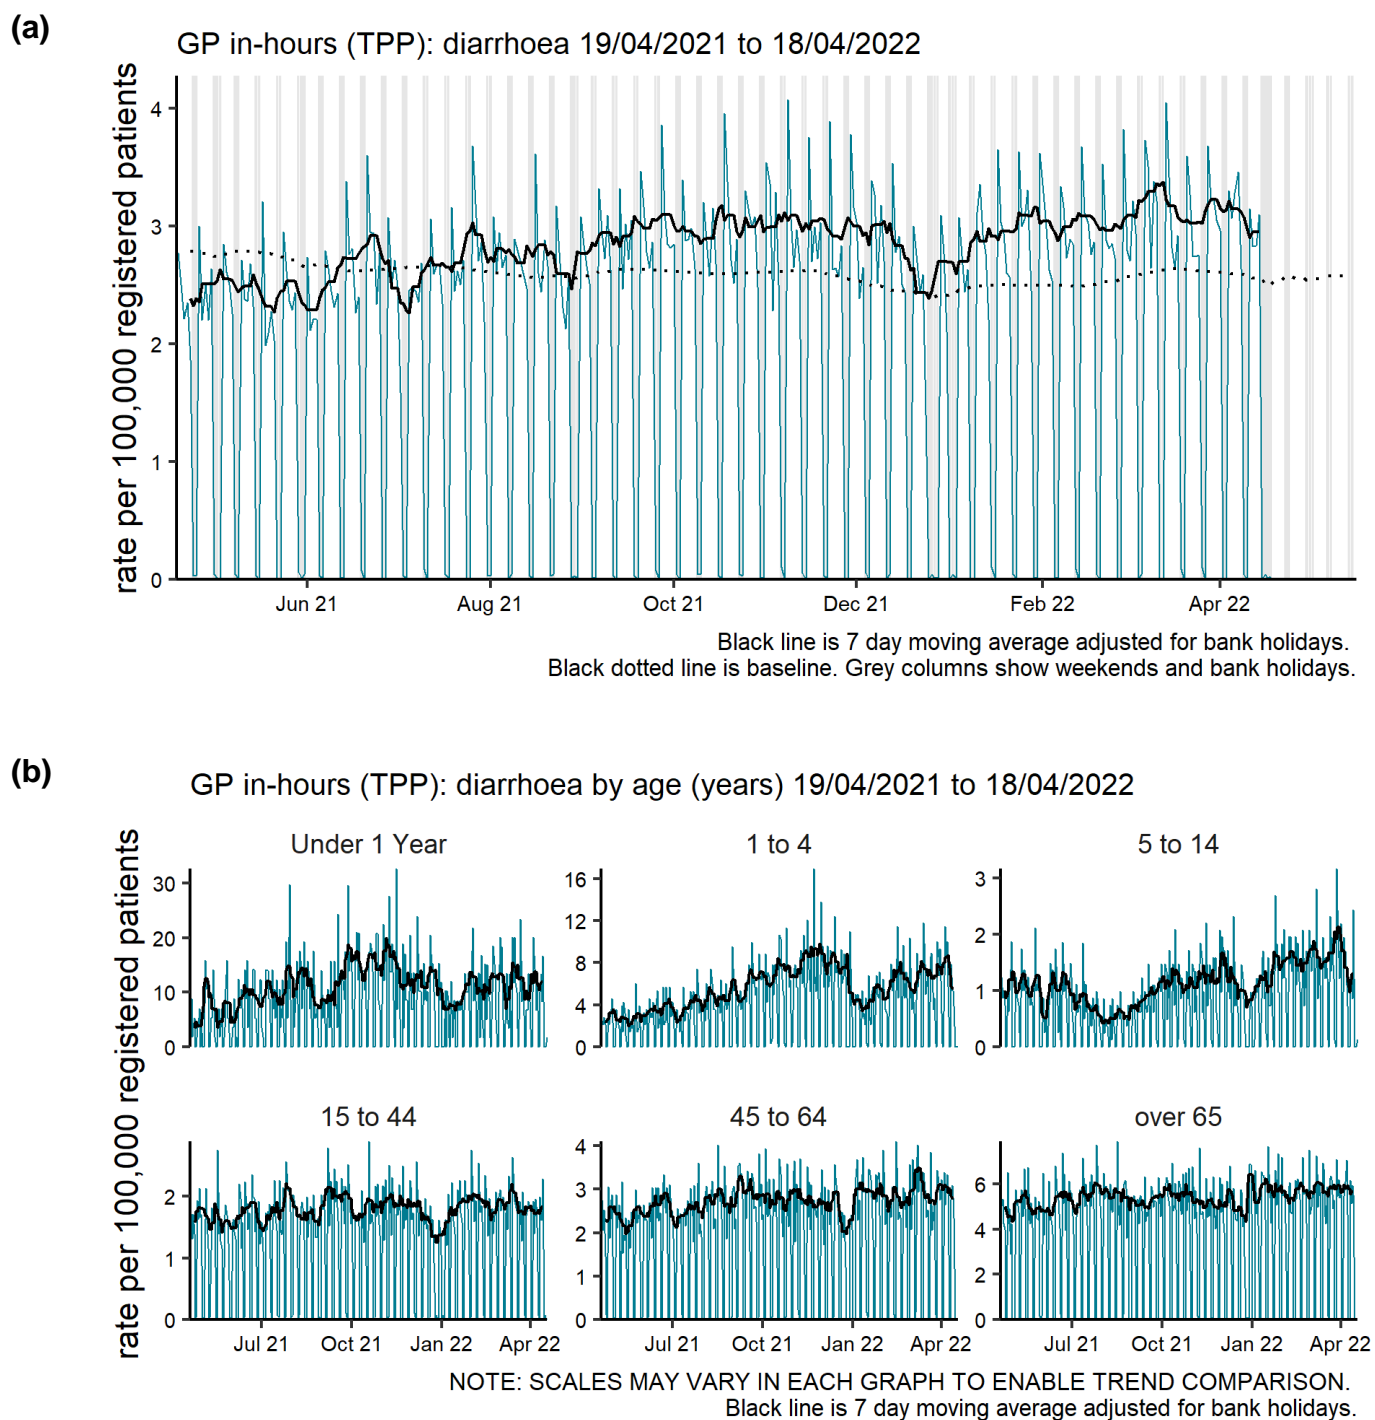 (a)
GP in-hours (TPP): diarrhoea 19/04/2021 to 18/04/2022
rate per 100,000 registered patients
4
3
2
1
0
Jun 21 Aug 21 Oct 21 Dec 21 Feb 22 Apr 22
Black line is 7 day moving average adjusted for bank holidays.
Black dotted line is baseline. Grey columns show weekends and bank holidays.
(b)
GP in-hours (TPP): diarrhoea by age (years) 19/04/2021 to 18/04/2022
rate per 100,000 registered patients
Under 1 Year
30
20
10
0
1 to 4
16
12
8
4
0
5 to 14
3
2
1
0
15 to 44
2
1
0
Jul 21 Oct 21 Jan 22 Apr 22
45 to 64
4
3
2
1
0
Jul 21 Oct 21 Jan 22 Apr 22
over 65
6
4
2
0
Jul 21 Oct 21 Jan 22 Apr 22
NOTE: SCALES MAY VARY IN EACH GRAPH TO ENABLE TREND COMPARISON.
Black line is 7 day moving average adjusted for bank holidays.